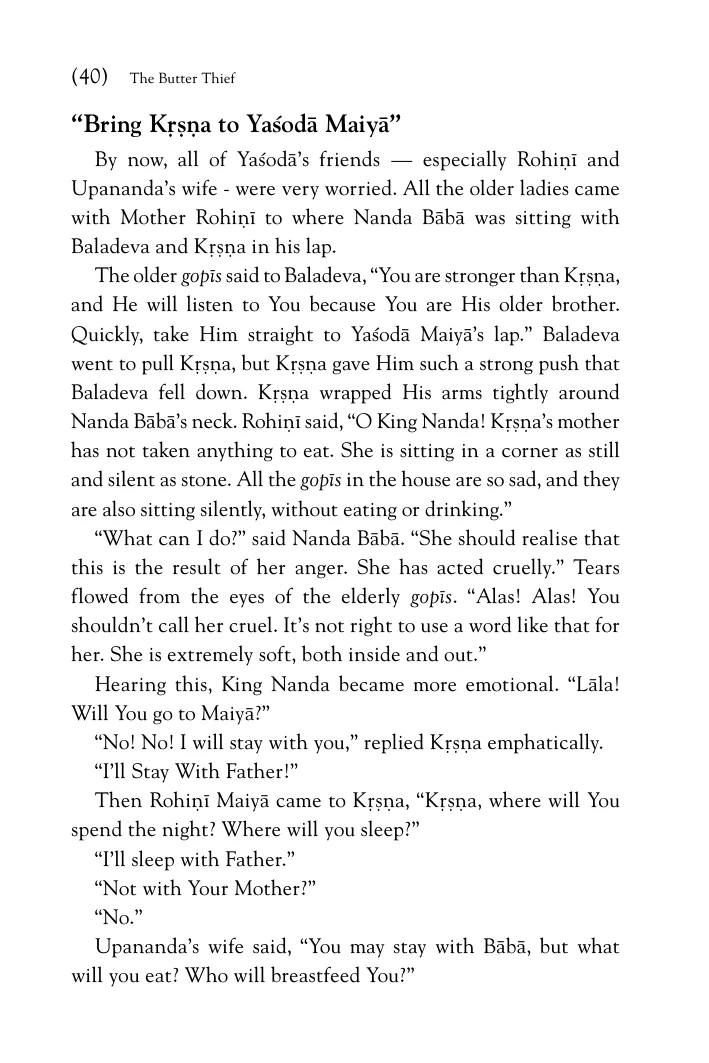 (40) The Butter Thief
“Bring Kṛṣṇa to Yaśodā Maiyā”
By now, all of Yaśodā’s friends — especially Rohiṇī and
Upananda’s wife - were very worried. All the older ladies came
with Mother Rohiṇī to where Nanda Bābā was sitting with
Baladeva and Kṛṣṇa in his lap.
The older gopīs said to Baladeva, “You are stronger than Kṛṣṇa,
and He will listen to You because You are His older brother.
Quickly, take Him straight to Yaśodā Maiyā’s lap.” Baladeva
went to pull Kṛṣṇa, but Kṛṣṇa gave Him such a strong push that
Baladeva fell down. Kṛṣṇa wrapped His arms tightly around
Nanda Bābā’s neck. Rohiṇī said, “O King Nanda! Kṛṣṇa’s mother
has not taken anything to eat. She is sitting in a corner as still
and silent as stone. All the gopīs in the house are so sad, and they
are also sitting silently, without eating or drinking.”
“What can I do?” said Nanda Bābā. “She should realise that
this is the result of her anger. She has acted cruelly.” Tears
flowed from the eyes of the elderly gopīs. “Alas! Alas! You
shouldn’t call her cruel. It’s not right to use a word like that for
her. She is extremely soft, both inside and out.”
Hearing this, King Nanda became more emotional. “Lāla!
Will You go to Maiyā?”
“No! No! I will stay with you,” replied Kṛṣṇa emphatically.
“I’ll Stay With Father!”
Then Rohiṇī Maiyā came to Kṛṣṇa, “Kṛṣṇa, where will You
spend the night? Where will you sleep?”
“I’ll sleep with Father.”
“Not with Your Mother?”
“No.”
Upananda’s wife said, “You may stay with Bābā, but what
will you eat? Who will breastfeed You?”